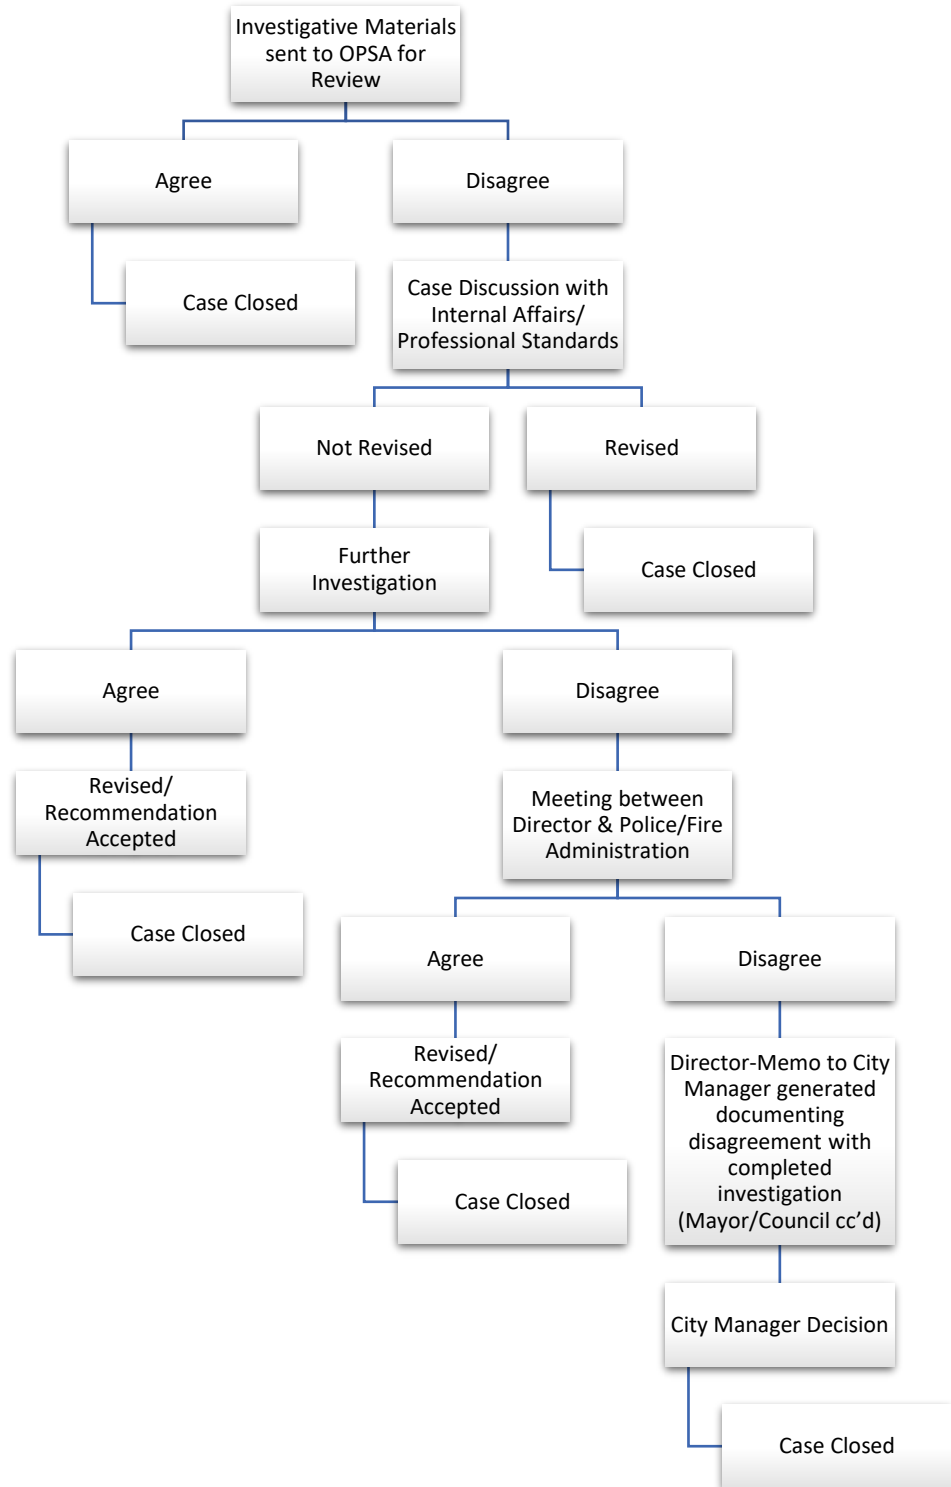 Investigative Materials
sent to OPSA for
Review
Agree
Disagree
Case Closed
Case Discussion with
Internal Affairs/
Professional Standards
Not Revised
Revised
Further
Investigation
Case Closed
Agree
Disagree
Revised/
Recommendation
Accepted
Meeting between
Director & Police/Fire
Administration
Case Closed
Agree
Disagree
Revised/
Recommendation
Accepted
Director-Memo to City
Manager generated
documenting
disagreement with
completed
investigation
(Mayor/Council cc’d)
Case Closed
City Manager Decision
Case Closed